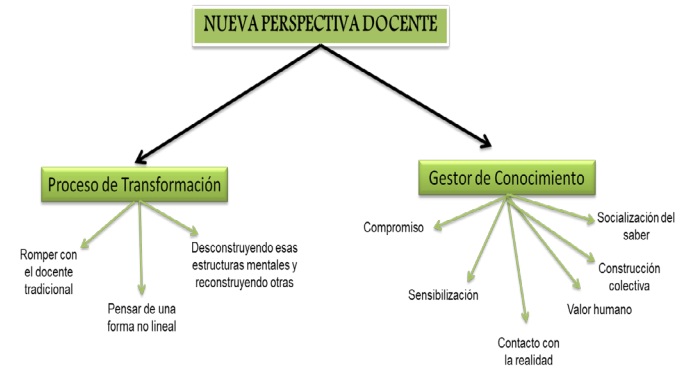 NUEVA PERSPECTIVA DOCENTE
Proceso de Transformación
Romper con
el docente
tradicional
Pensar de una
forma no lineal
Desconstruyendo esas
estructuras mentales y
reconstruyendo otras
Gestor de Conocimiento
Compromiso
Sensibilización
Contacto con
la realidad
Valor humano
Construcción
colectiva
Socialización del
saber